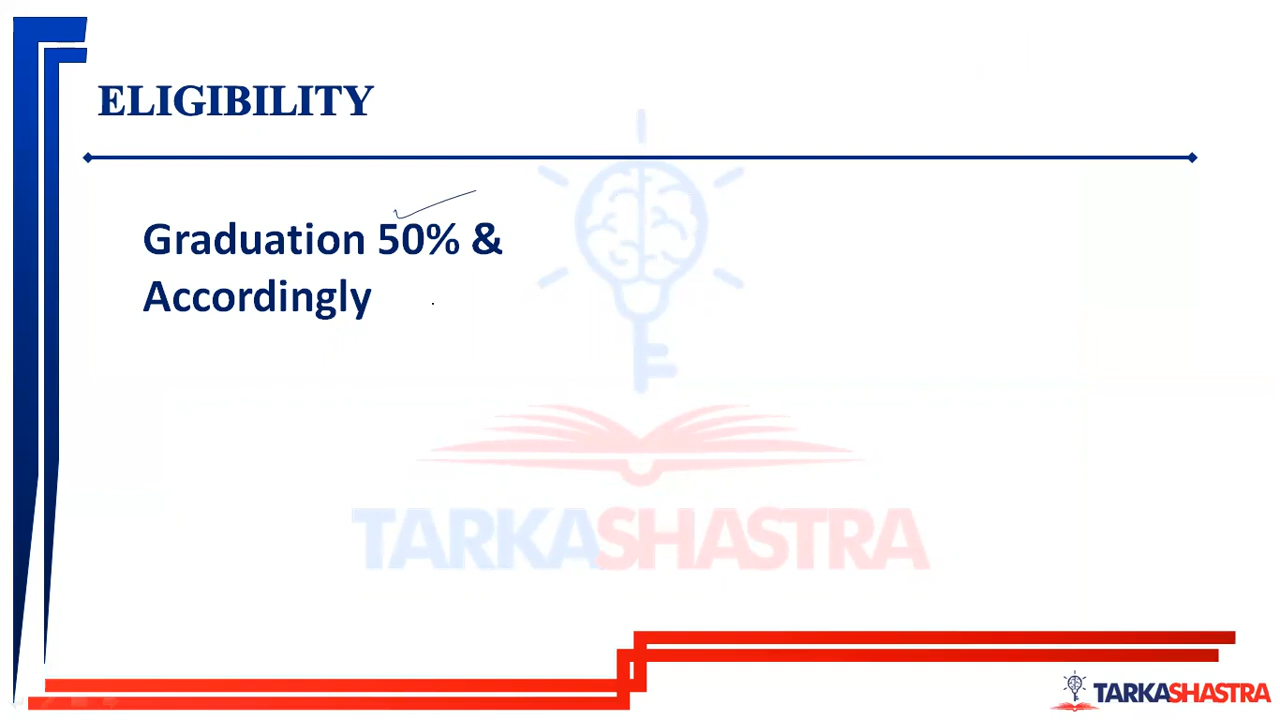 ELIGIBILITY
Graduation 50% &
Accordingly
TARKASHASTRA
TARKASHASTRA